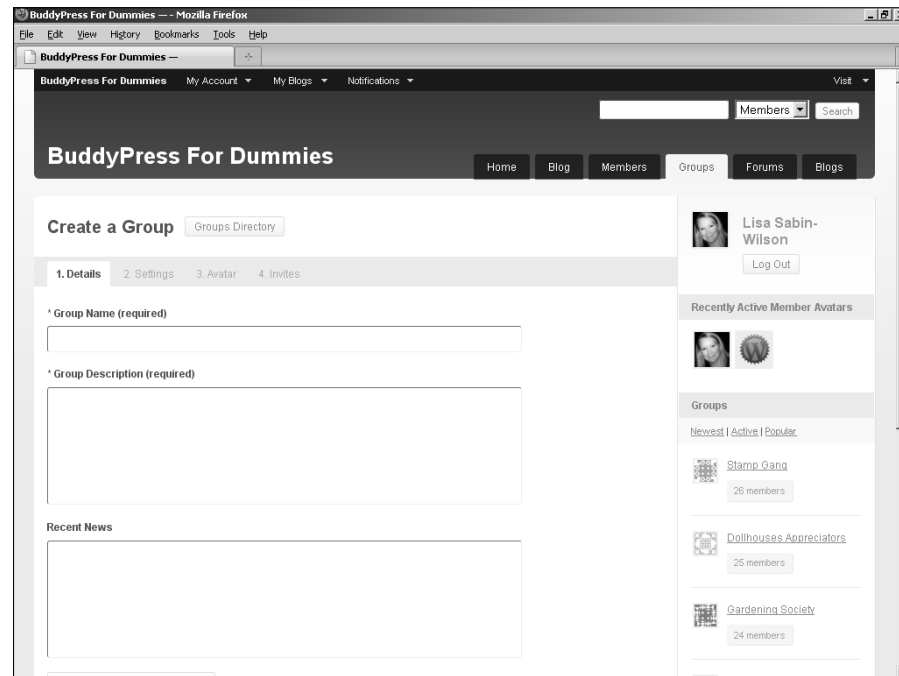 BuddyPress For Dummies — - Mozilla Firefox
File Edit View History Bookmarks Tools Help
BuddyPress For Dummies —
BuddyPress For Dummies My Account My Blogs Notifications Visit
Members Search
BuddyPress For Dummies
Home Blog Members Groups Forums Blogs
Create a Group Groups Directory
1. Details 2. Settings 3. Avatar 4. Invites
* Group Name (required)
* Group Description (required)
Recent News
Lisa Sabin-
Wilson
Log Out
Recently Active Member Avatars
Groups
Newest | Active | Popular
Stamp Gang
26 members
Dollhouses Appreciators
25 members
Gardening Society
24 members